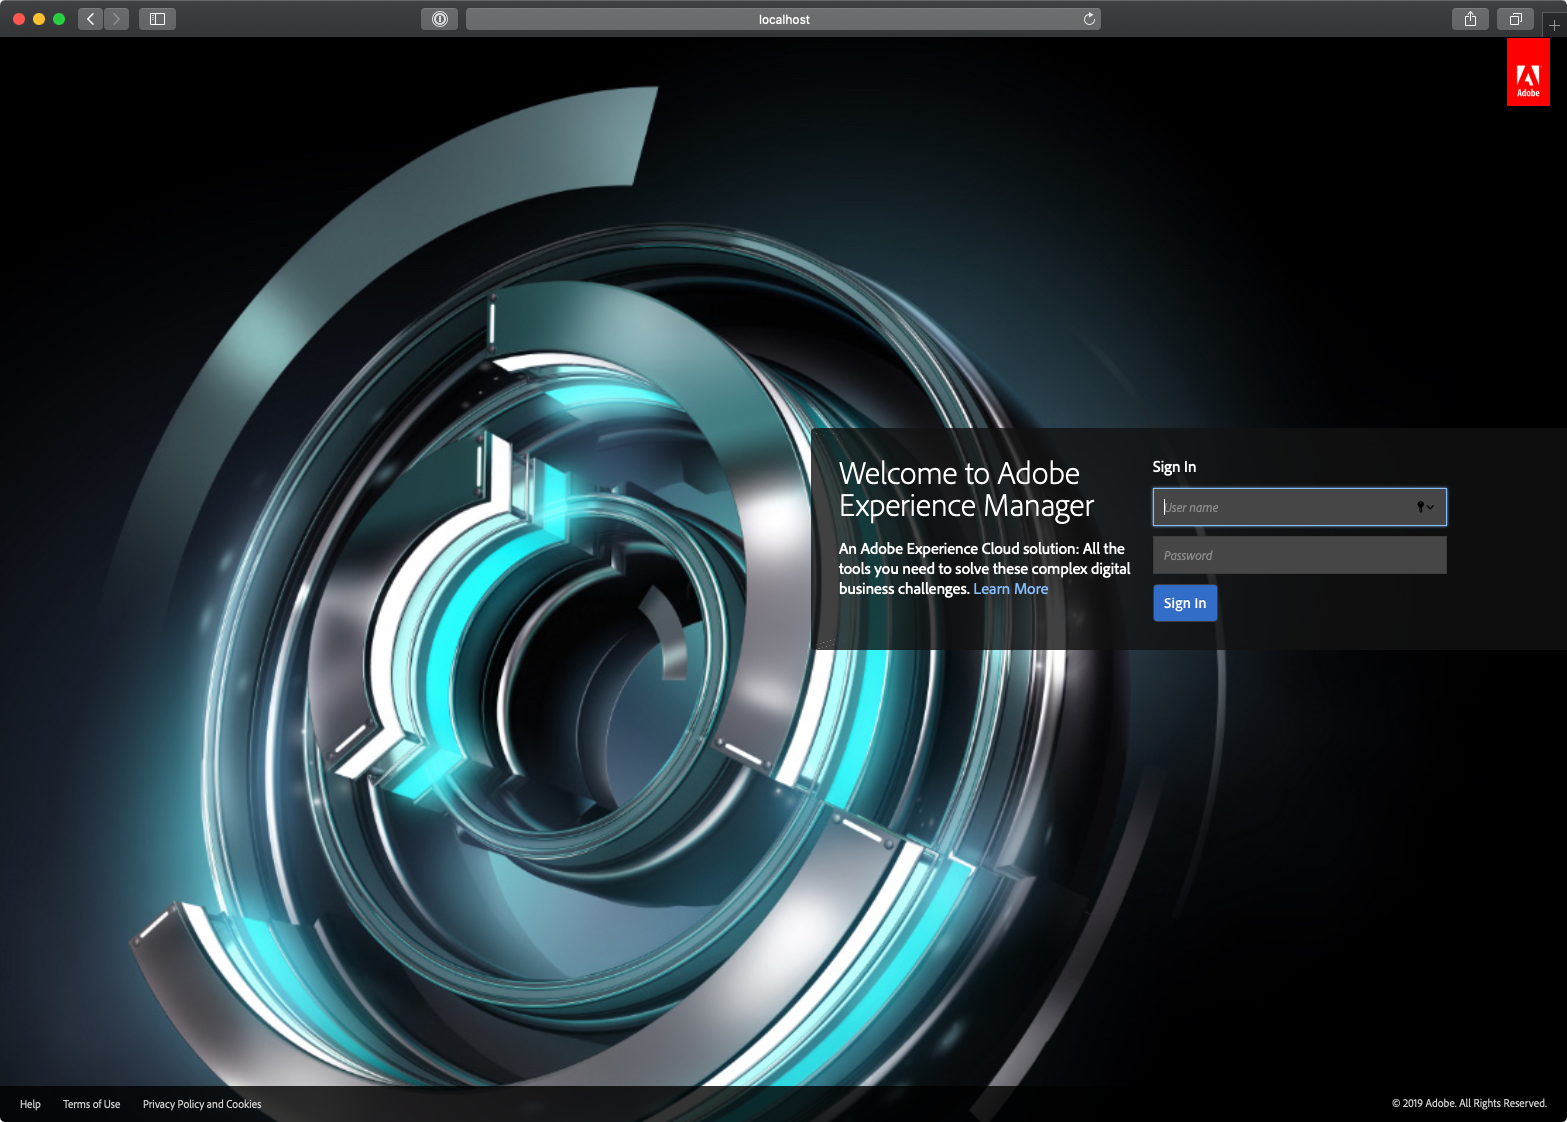 localhost
Adobe
Welcome to Adobe
Experience Manager
An Adobe Experience Cloud solution: All the
tools you need to solve these complex digital
business challenges. Learn More
Sign In
User name
Password
Sign In
Help
Terms of Use
Privacy Policy and Cookies
© 2019 Adobe. All Rights Reserved.